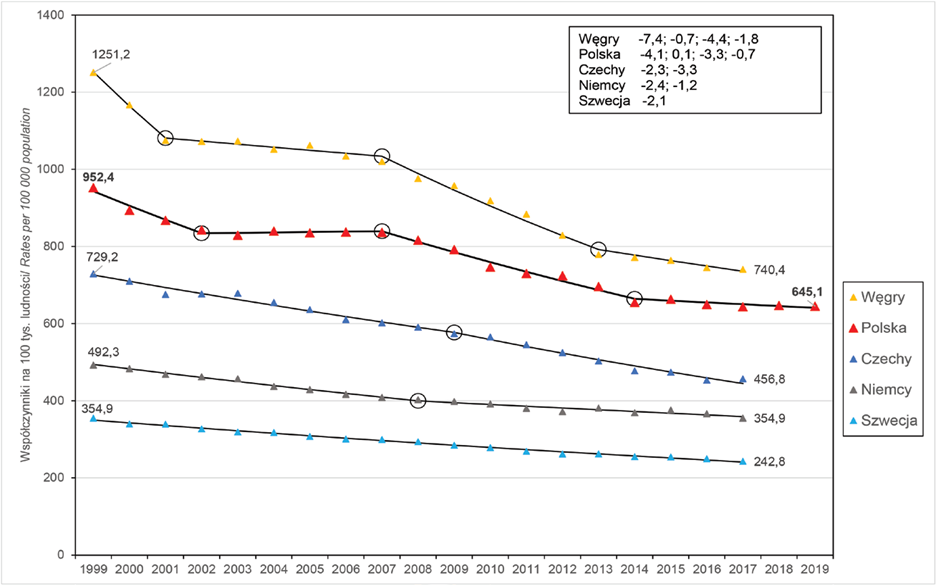 Współczynniki na 100 tys. ludności/ Rates per 100 000 population
1400
1200
1000
800
600
400
200
0
Węgry -7,4; -0,7; -4,4; -1,8
Polska -4,1; 0,1; -3,3; -0,7
Czechy -2,3; -3,3
Niemcy -2,4; -1,2
Szwecja -2,1
1251,2
952,4
729,2
492,3
354,9
740,4
645,1
456,8
354,9
242,8
Węgry
Polska
Czechy
Niemcy
Szwecja
1999 2000 2001 2002 2003 2004 2005 2006 2007 2008 2009 2010 2011 2012 2013 2014 2015 2016 2017 2018 2019